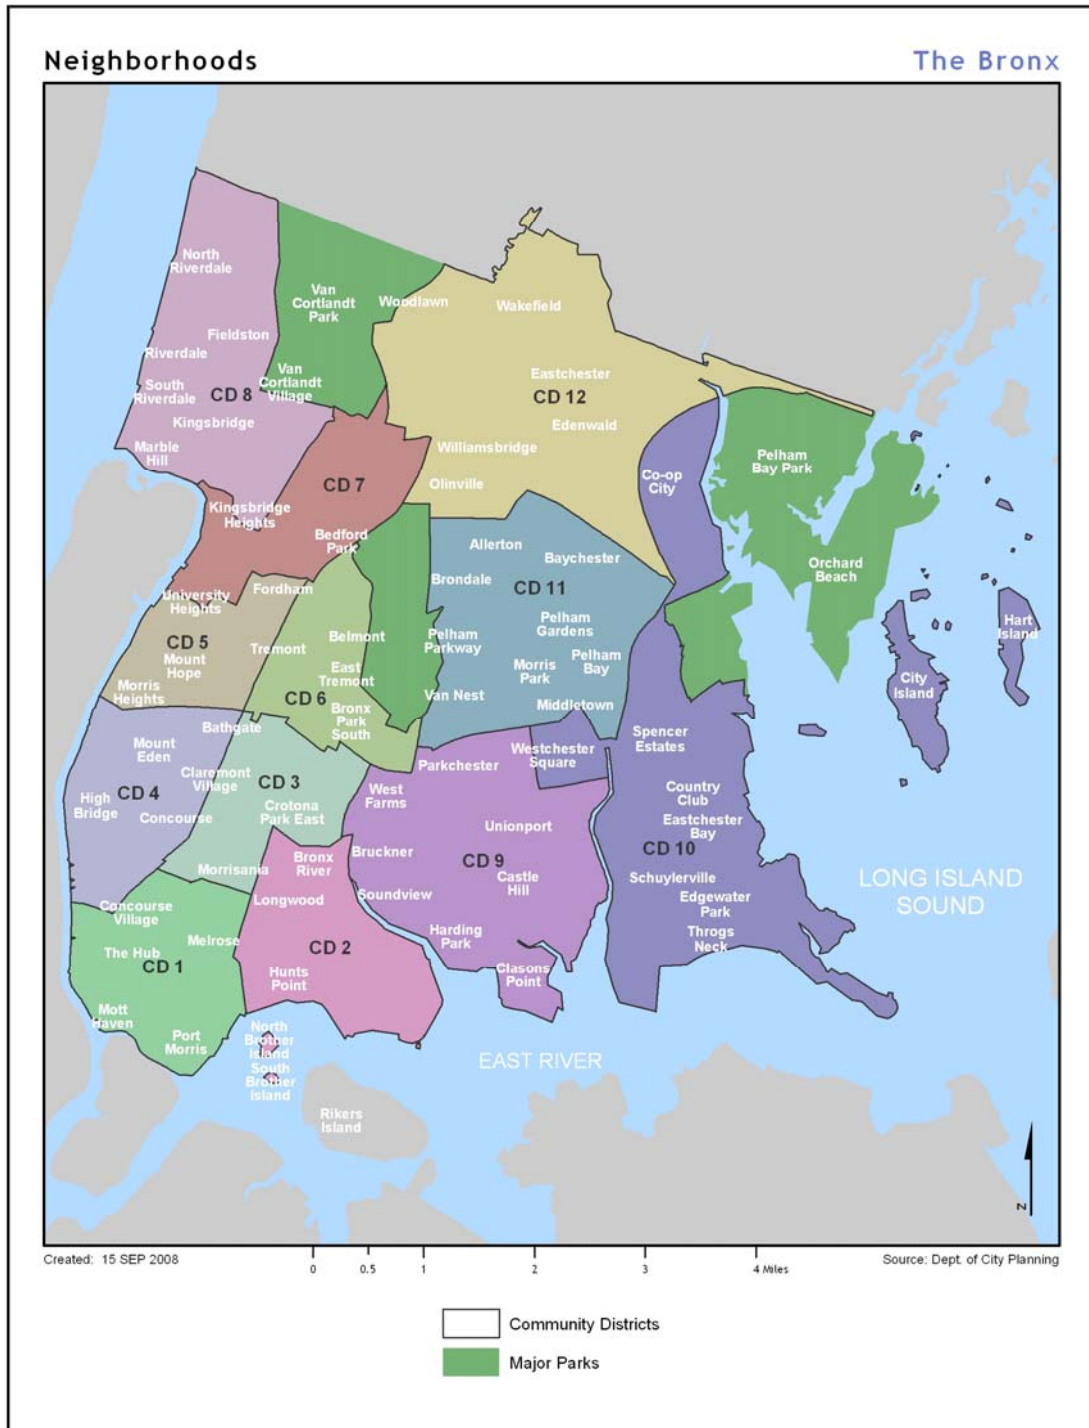 Neighborhoods
The Bronx
North
Riverdale
Van
Cortlandt
Park
Woodlawn
Wakefield
Fieldston
Riverdale
Van
Cortlandt
Village
South
Riverdale
CD 8
Kingsbridge
Marble
Hill
Eastchester
CD 12
Edenwald
Williamsbridge
Olinville
Co-op
City
Pelham
Bay Park
Orchard
Beach
CD 7
Kingsbridge
Heights
Bedford
Park
Allerton
Baychester
Brondale
CD 11
Pelham
Gardens
Pelham
Parkway
Morris
Park
Pelham
Bay
Van Nest
Middletown
Hart
Island
City
Island
University
Heights
Fordham
CD 5
Mount
Hope
Morris
Heights
Tremont
Belmont
East
Tremont
CD 6
Bronx
Park
South
Bathgate
Mount
Eden
Claremont
Village
CD 3
CD 4
High
Bridge
Concourse
Crotona
Park East
Morrisania
Parkchester
Westchester
Square
West
Farms
Unionport
Bruckner
CD 9
Castle
Hill
Soundview
Harding
Park
Clasons
Point
Spencer
Estates
Country
Club
Eastchester
Bay
CD 10
Schuylerville
Edgewater
Park
Throgs
Neck
LONG ISLAND
SOUND
Bronx
River
Longwood
CD 2
Hunts
Point
Concourse
Village
Melrose
The Hub
CD 1
Mott
Haven
Port
Morris
North
Brother
Island
South
Brother
Island
EAST RIVER
Rikers
Island
N
Created: 15 SEP 2008
Source: Dept. of City Planning
0 0.5 1 2 3 4 Miles
Community Districts
Major Parks